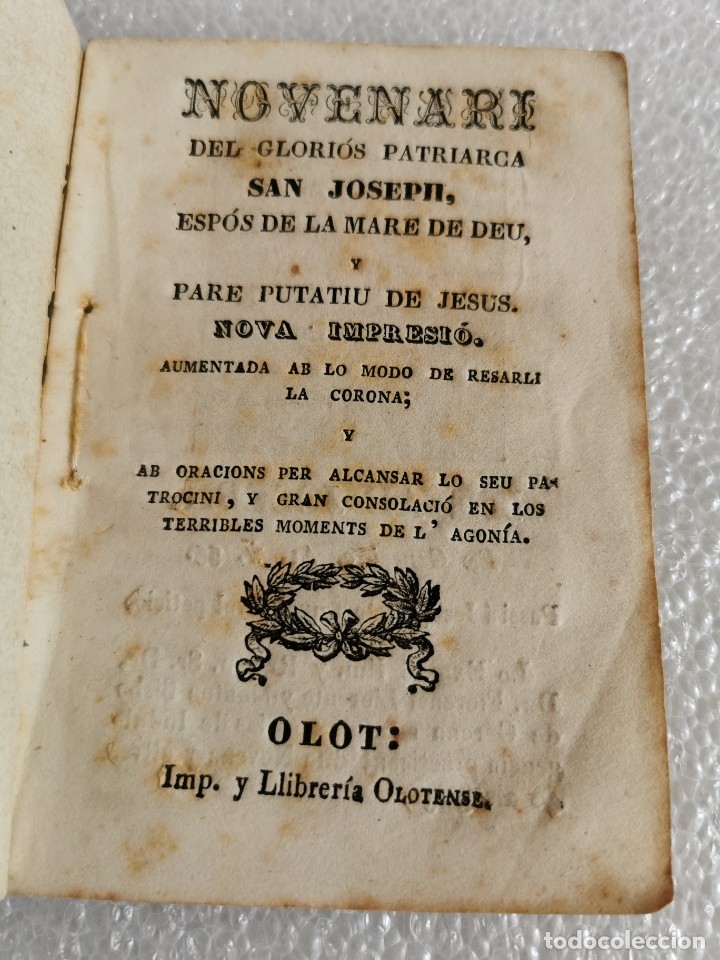 NOVENARI
DEL GLORIÓS PATRIARCA
SAN JOSEPH,
ESPÓS DE LA MARE DE DEU,
Y
PARE PUTATIU DE JESUS.
NOVA IMPRESIÓ.
AUMENTADA AB LO MODO DE RESARLI
LA CORONA;
Y
AB ORACIONS PER ALCANSAR LO SEU PA-
TROCINI, Y GRAN CONSOLACIÓ EN LOS
TERRIBLES MOMENTS DE L' AGONÍA.
OLOT:
Imp. y Llibrería OLOTENSE.
todocoleccion